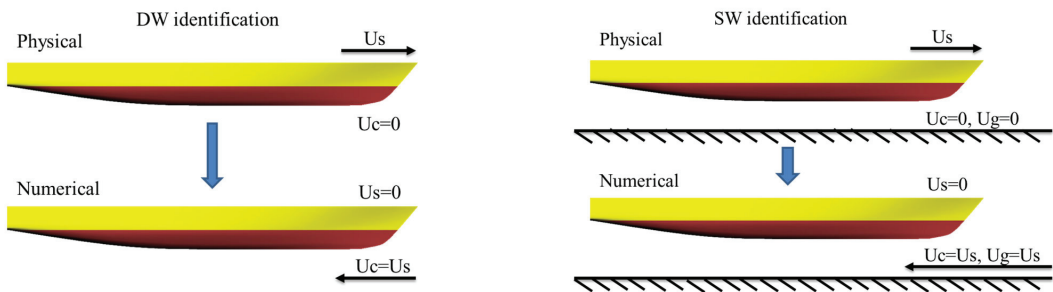 DW identification
Physical
Us
Uc=0
Numerical
Us=0
Uc=Us
SW identification
Physical
Us
Uc=0, Ug=0
Numerical
Us=0
Uc=Us, Ug=Us